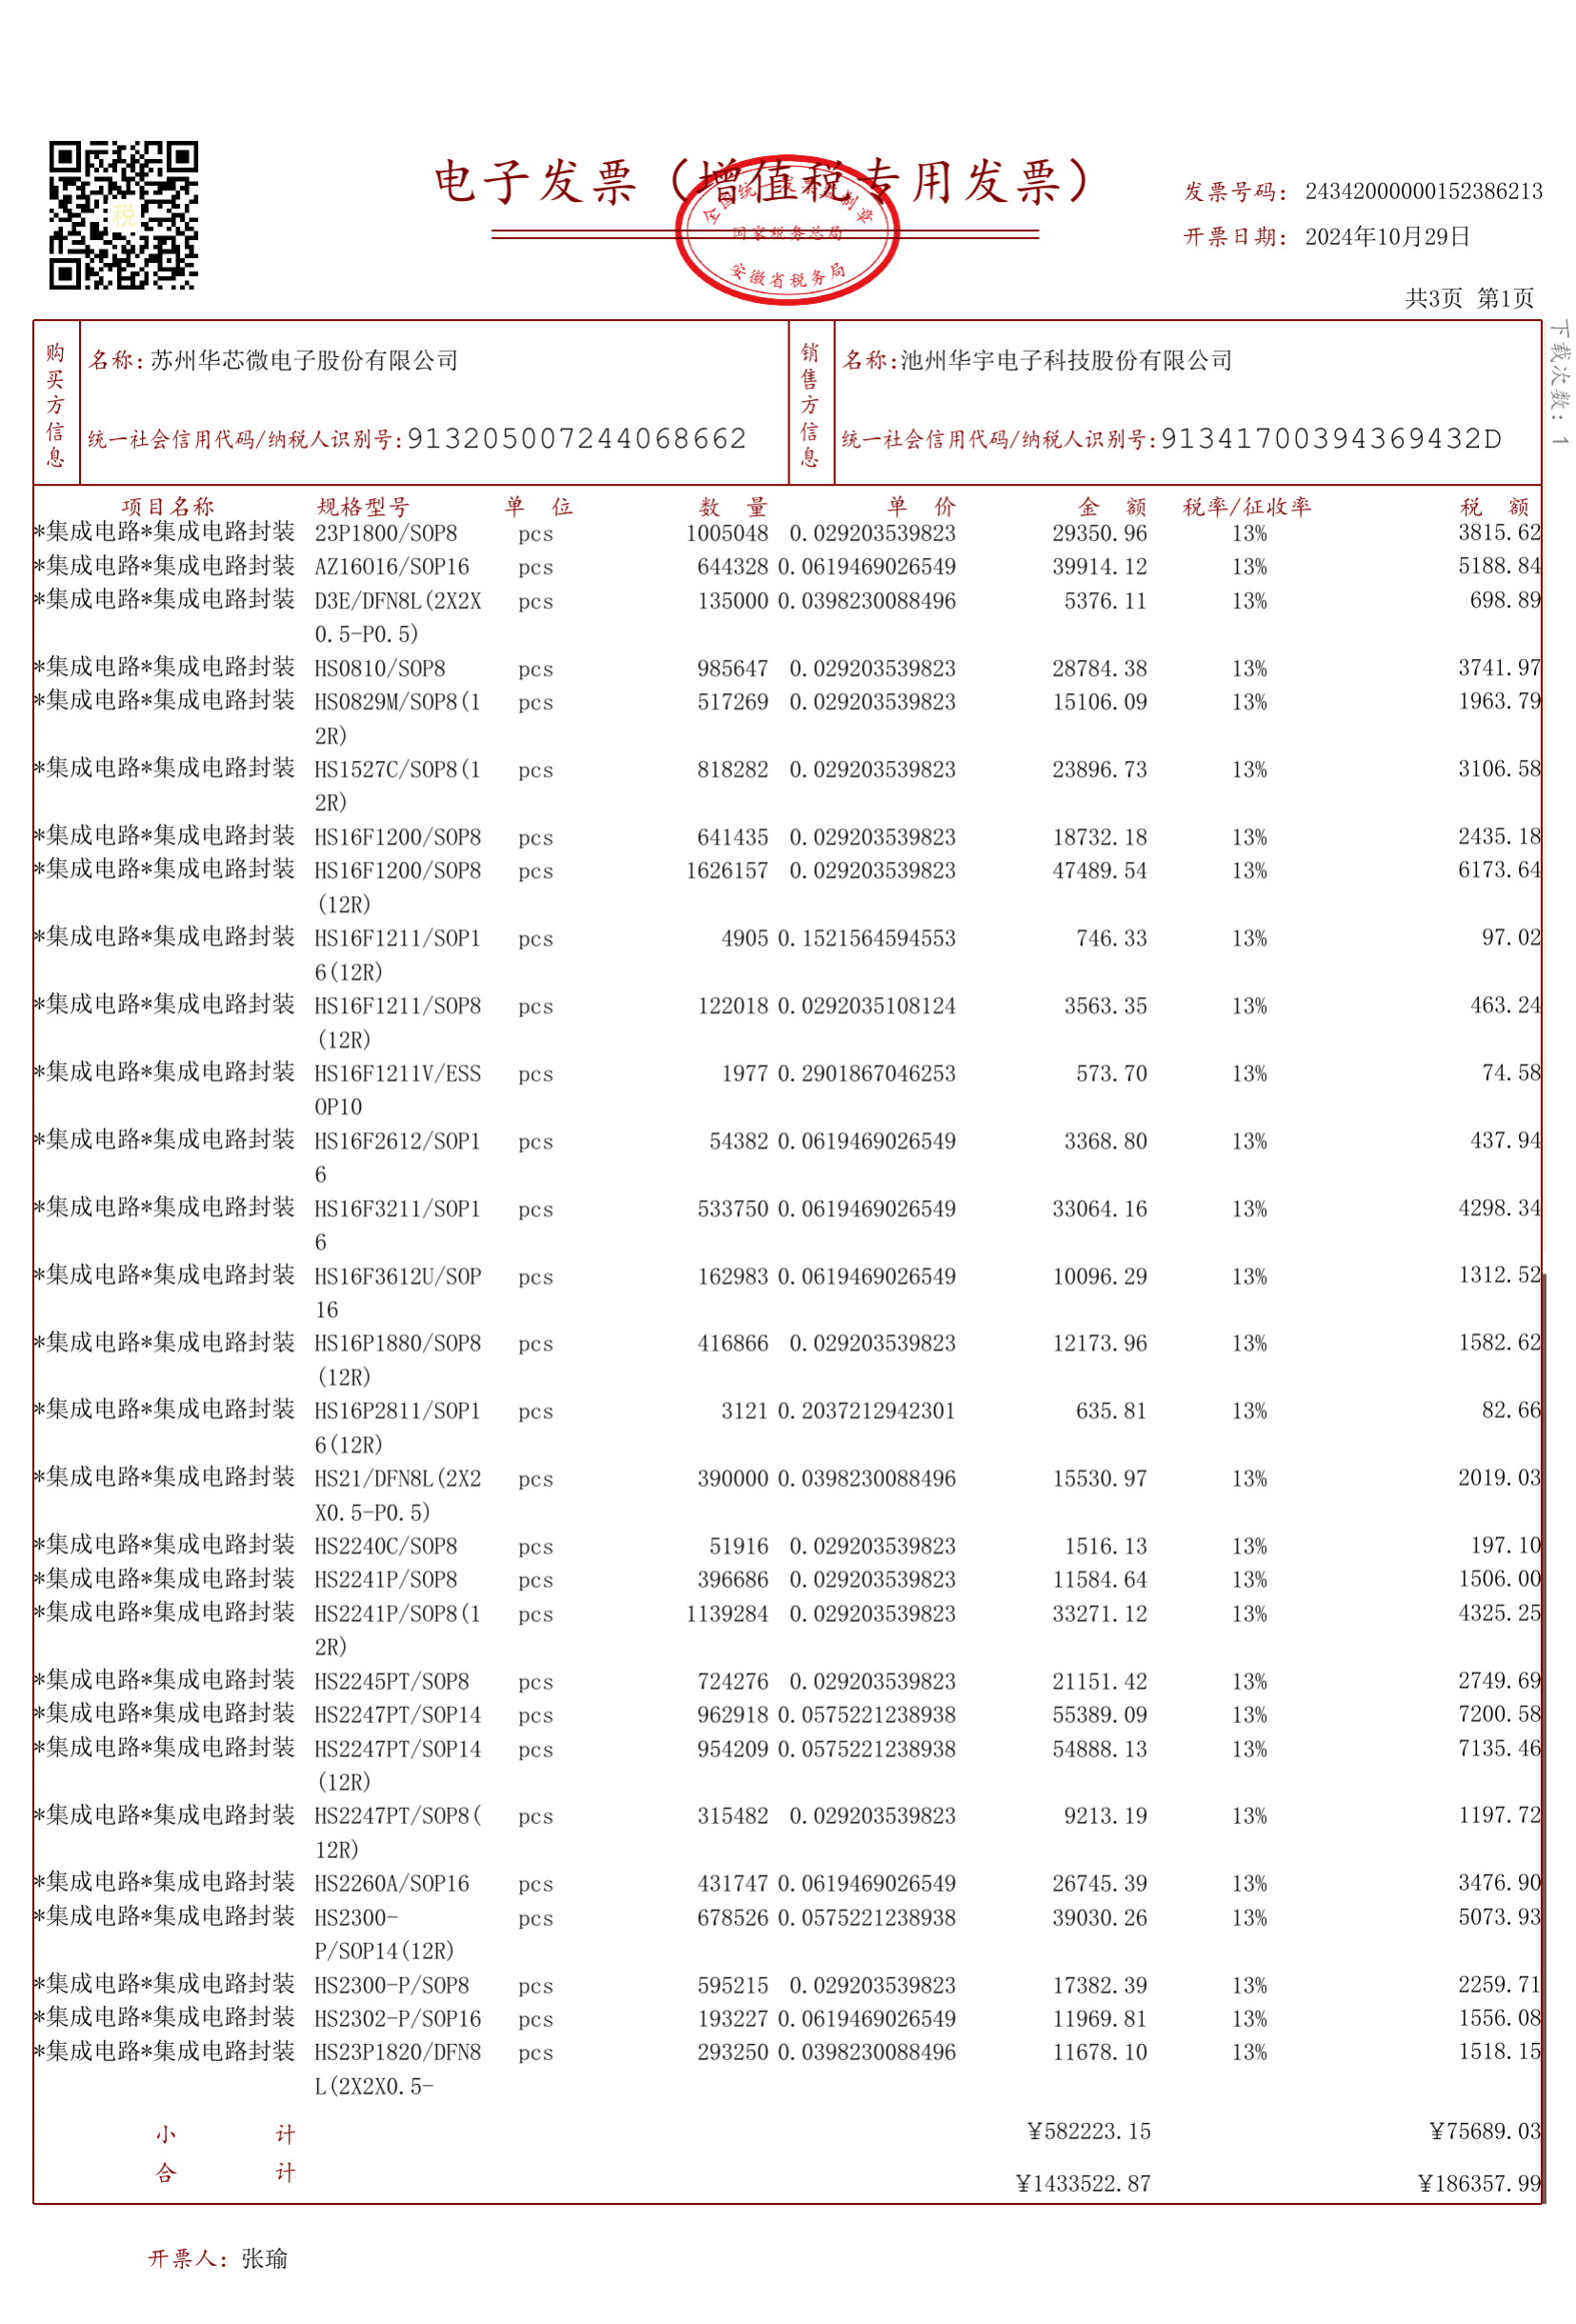 电子发票（增值税专用发票）
全国统一发票监制章
国家税务总局
安徽省税务局
税
发票号码：24342000000152386213
开票日期：2024年10月29日
共3页 第1页
下载次数：1
购买方信息
名称：苏州华芯微电子股份有限公司
统一社会信用代码/纳税人识别号：913205007244068662
销售方信息
名称：池州华宇电子科技股份有限公司
统一社会信用代码/纳税人识别号：91341700394369432D
项目名称 规格型号 单 位 数 量 单 价 金 额 税率/征收率 税 额
*集成电路*集成电路封装 23P1800/SOP8 pcs 1005048 0.029203539823 29350.96 13% 3815.62
*集成电路*集成电路封装 AZ16016/SOP16 pcs 644328 0.0619469026549 39914.12 13% 5188.84
*集成电路*集成电路封装 D3E/DFN8L(2X2X pcs 135000 0.0398230088496 5376.11 13% 698.89
0.5-P0.5)
*集成电路*集成电路封装 HS0810/SOP8 pcs 985647 0.029203539823 28784.38 13% 3741.97
*集成电路*集成电路封装 HS0829M/SOP8(1 pcs 517269 0.029203539823 15106.09 13% 1963.79
2R)
*集成电路*集成电路封装 HS1527C/SOP8(1 pcs 818282 0.029203539823 23896.73 13% 3106.58
2R)
*集成电路*集成电路封装 HS16F1200/SOP8 pcs 641435 0.029203539823 18732.18 13% 2435.18
*集成电路*集成电路封装 HS16F1200/SOP8 pcs 1626157 0.029203539823 47489.54 13% 6173.64
(12R)
*集成电路*集成电路封装 HS16F1211/SOP1 pcs 4905 0.1521564594553 746.33 13% 97.02
6(12R)
*集成电路*集成电路封装 HS16F1211/SOP8 pcs 122018 0.0292035108124 3563.35 13% 463.24
(12R)
*集成电路*集成电路封装 HS16F1211V/ESS pcs 1977 0.2901867046253 573.70 13% 74.58
OP10
*集成电路*集成电路封装 HS16F2612/SOP1 pcs 54382 0.0619469026549 3368.80 13% 437.94
6
*集成电路*集成电路封装 HS16F3211/SOP1 pcs 533750 0.0619469026549 33064.16 13% 4298.34
6
*集成电路*集成电路封装 HS16F3612U/SOP pcs 162983 0.0619469026549 10096.29 13% 1312.52
16
*集成电路*集成电路封装 HS16P1880/SOP8 pcs 416866 0.029203539823 12173.96 13% 1582.62
(12R)
*集成电路*集成电路封装 HS16P2811/SOP1 pcs 3121 0.2037212942301 635.81 13% 82.66
6(12R)
*集成电路*集成电路封装 HS21/DFN8L(2X2 pcs 390000 0.0398230088496 15530.97 13% 2019.03
X0.5-P0.5)
*集成电路*集成电路封装 HS2240C/SOP8 pcs 51916 0.029203539823 1516.13 13% 197.10
*集成电路*集成电路封装 HS2241P/SOP8 pcs 396686 0.029203539823 11584.64 13% 1506.00
*集成电路*集成电路封装 HS2241P/SOP8(1 pcs 1139284 0.029203539823 33271.12 13% 4325.25
2R)
*集成电路*集成电路封装 HS2245PT/SOP8 pcs 724276 0.029203539823 21151.42 13% 2749.69
*集成电路*集成电路封装 HS2247PT/SOP14 pcs 962918 0.0575221238938 55389.09 13% 7200.58
*集成电路*集成电路封装 HS2247PT/SOP14 pcs 954209 0.0575221238938 54888.13 13% 7135.46
(12R)
*集成电路*集成电路封装 HS2247PT/SOP8( pcs 315482 0.029203539823 9213.19 13% 1197.72
12R)
*集成电路*集成电路封装 HS2260A/SOP16 pcs 431747 0.0619469026549 26745.39 13% 3476.90
*集成电路*集成电路封装 HS2300- pcs 678526 0.0575221238938 39030.26 13% 5073.93
P/SOP14(12R)
*集成电路*集成电路封装 HS2300-P/SOP8 pcs 595215 0.029203539823 17382.39 13% 2259.71
*集成电路*集成电路封装 HS2302-P/SOP16 pcs 193227 0.0619469026549 11969.81 13% 1556.08
*集成电路*集成电路封装 HS23P1820/DFN8 pcs 293250 0.0398230088496 11678.10 13% 1518.15
L(2X2X0.5-
小 计 ¥582223.15 ¥75689.03
合 计 ¥1433522.87 ¥186357.99
开票人：张瑜